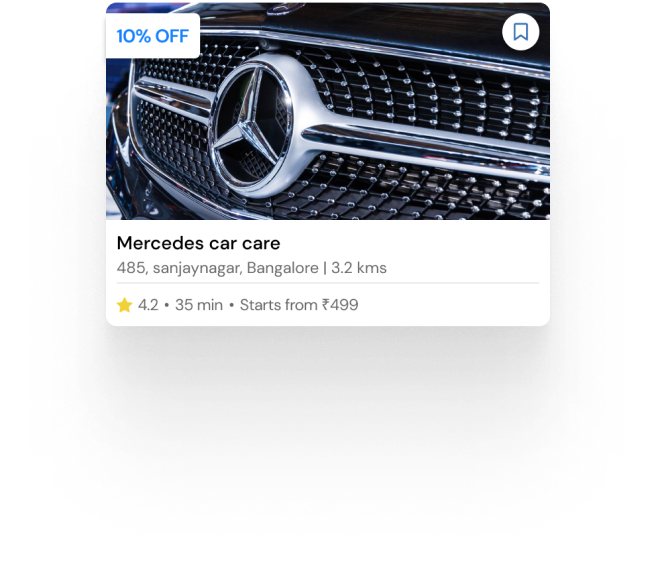 10% OFF
Mercedes car care
485, sanjaynagar, Bangalore | 3.2 kms
4.2 • 35 min • Starts from ₹499